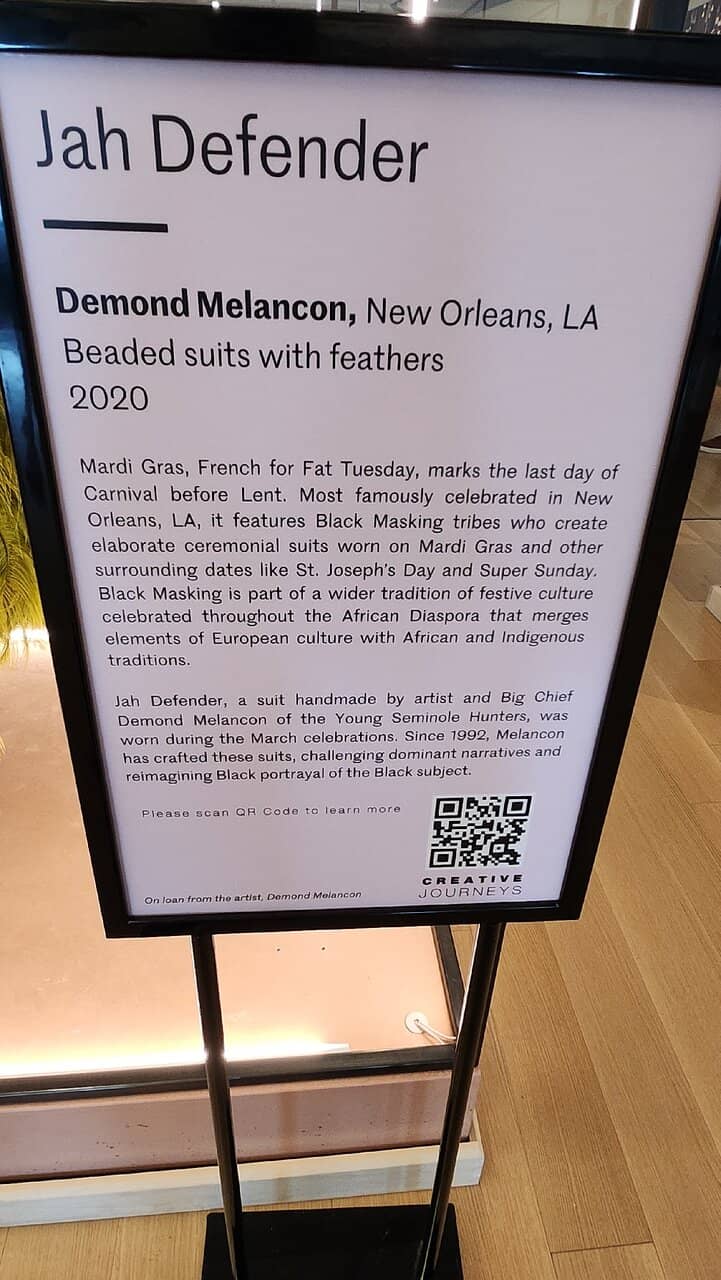 Jah Defender
Demond Melancon, New Orleans, LA
Beaded suits with feathers
2020
Mardi Gras, French for Fat Tuesday, marks the last day of
Carnival before Lent. Most famously celebrated in New
Orleans, LA, it features Black Masking tribes who create
elaborate ceremonial suits worn on Mardi Gras and other
surrounding dates like St. Joseph's Day and Super Sunday.
Black Masking is part of a wider tradition of festive culture
celebrated throughout the African Diaspora that merges
elements of European culture with African and Indigenous
traditions.
Jah Defender, a suit handmade by artist and Big Chief
Demond Melancon of the Young Seminole Hunters, was
worn during the March celebrations. Since 1992, Melancon
has crafted these suits, challenging dominant narratives and
reimagining Black portrayal of the Black subject.
Please scan QR Code to learn more
CREATIVE
JOURNEYS
On loan from the artist, Demond Melancon